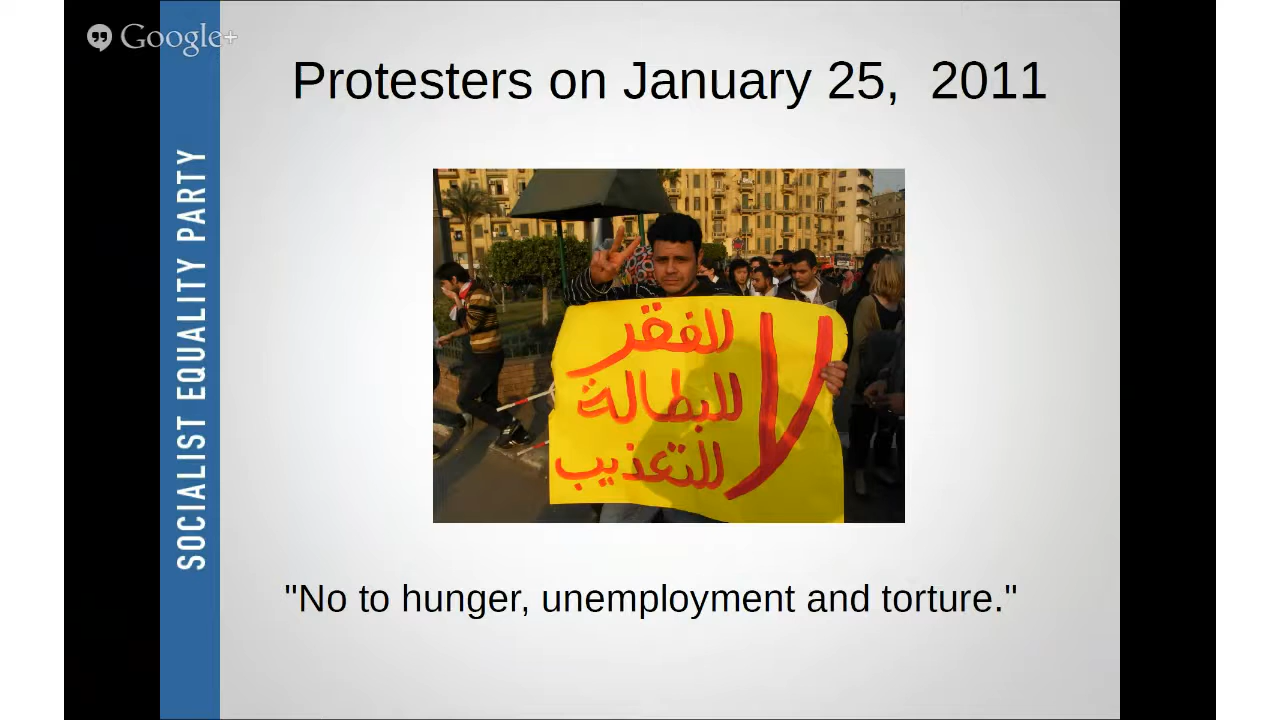 Google+
SOCIALIST EQUALITY PARTY
Protesters on January 25, 2011
لا
للفقر
للبطالة
للتعذيب
"No to hunger, unemployment and torture."